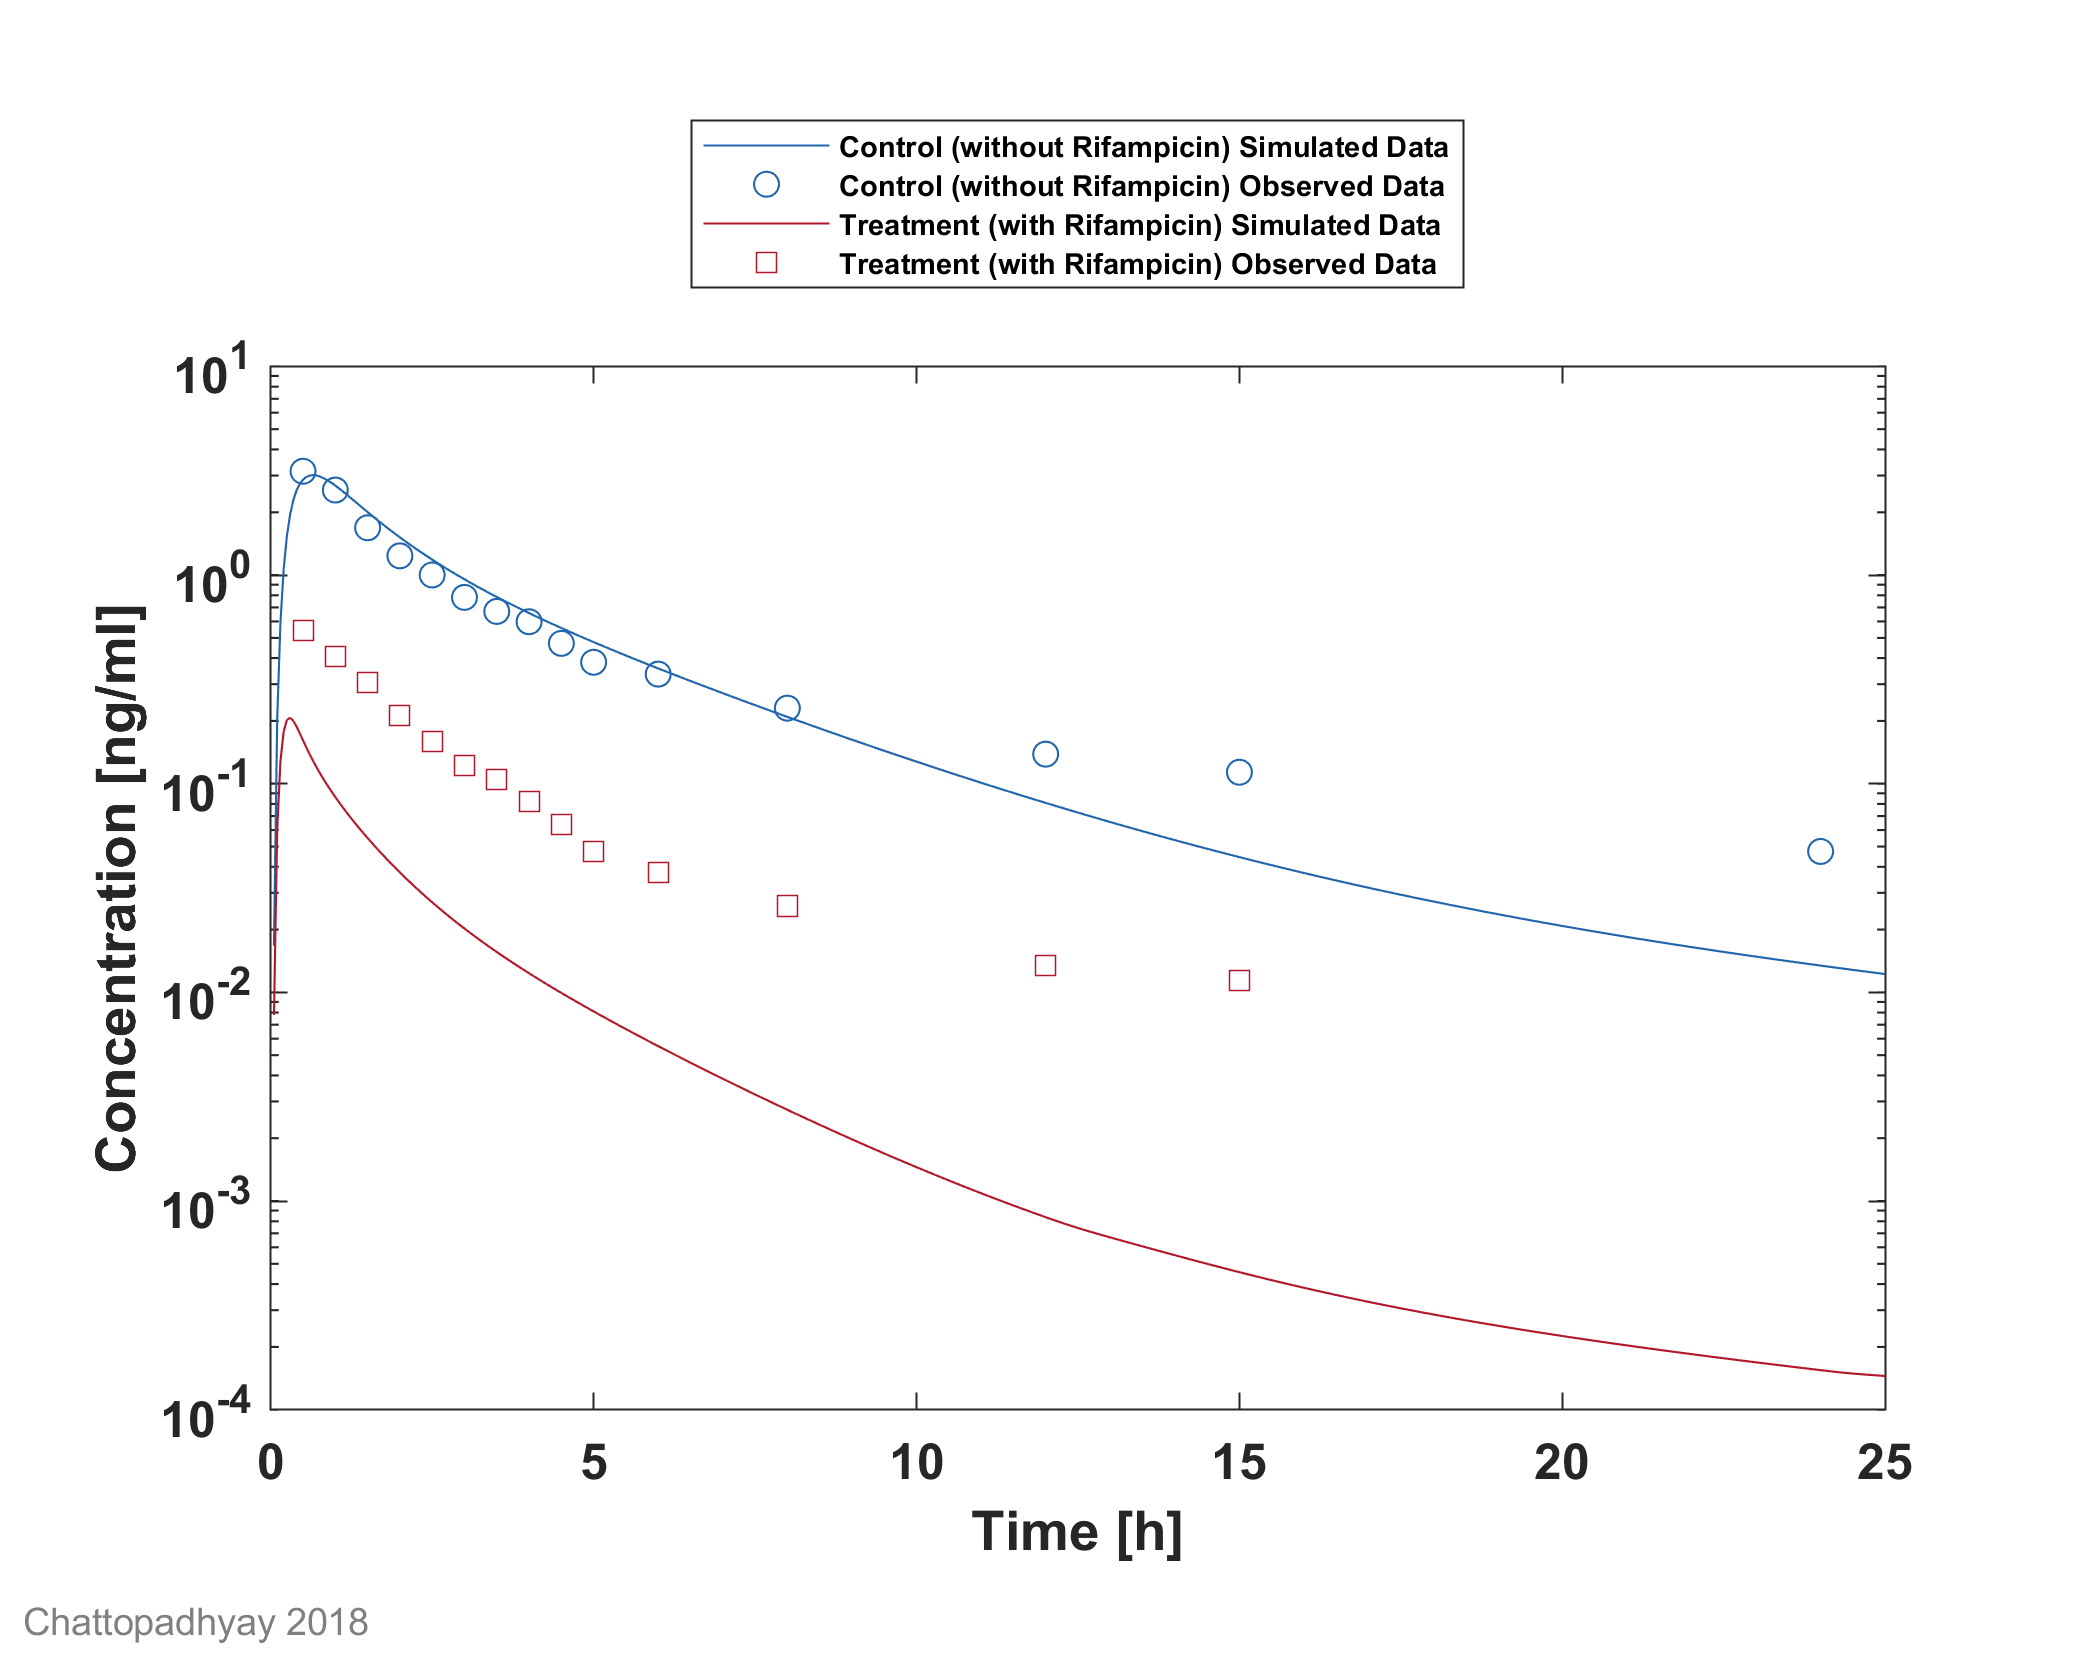 Control (without Rifampicin) Simulated Data
Control (without Rifampicin) Observed Data
Treatment (with Rifampicin) Simulated Data
Treatment (with Rifampicin) Observed Data
10^1
10^0
10^-1
10^-2
10^-3
10^-4
Concentration [ng/ml]
0 5 10 15 20 25
Time [h]
Chattopadhyay 2018